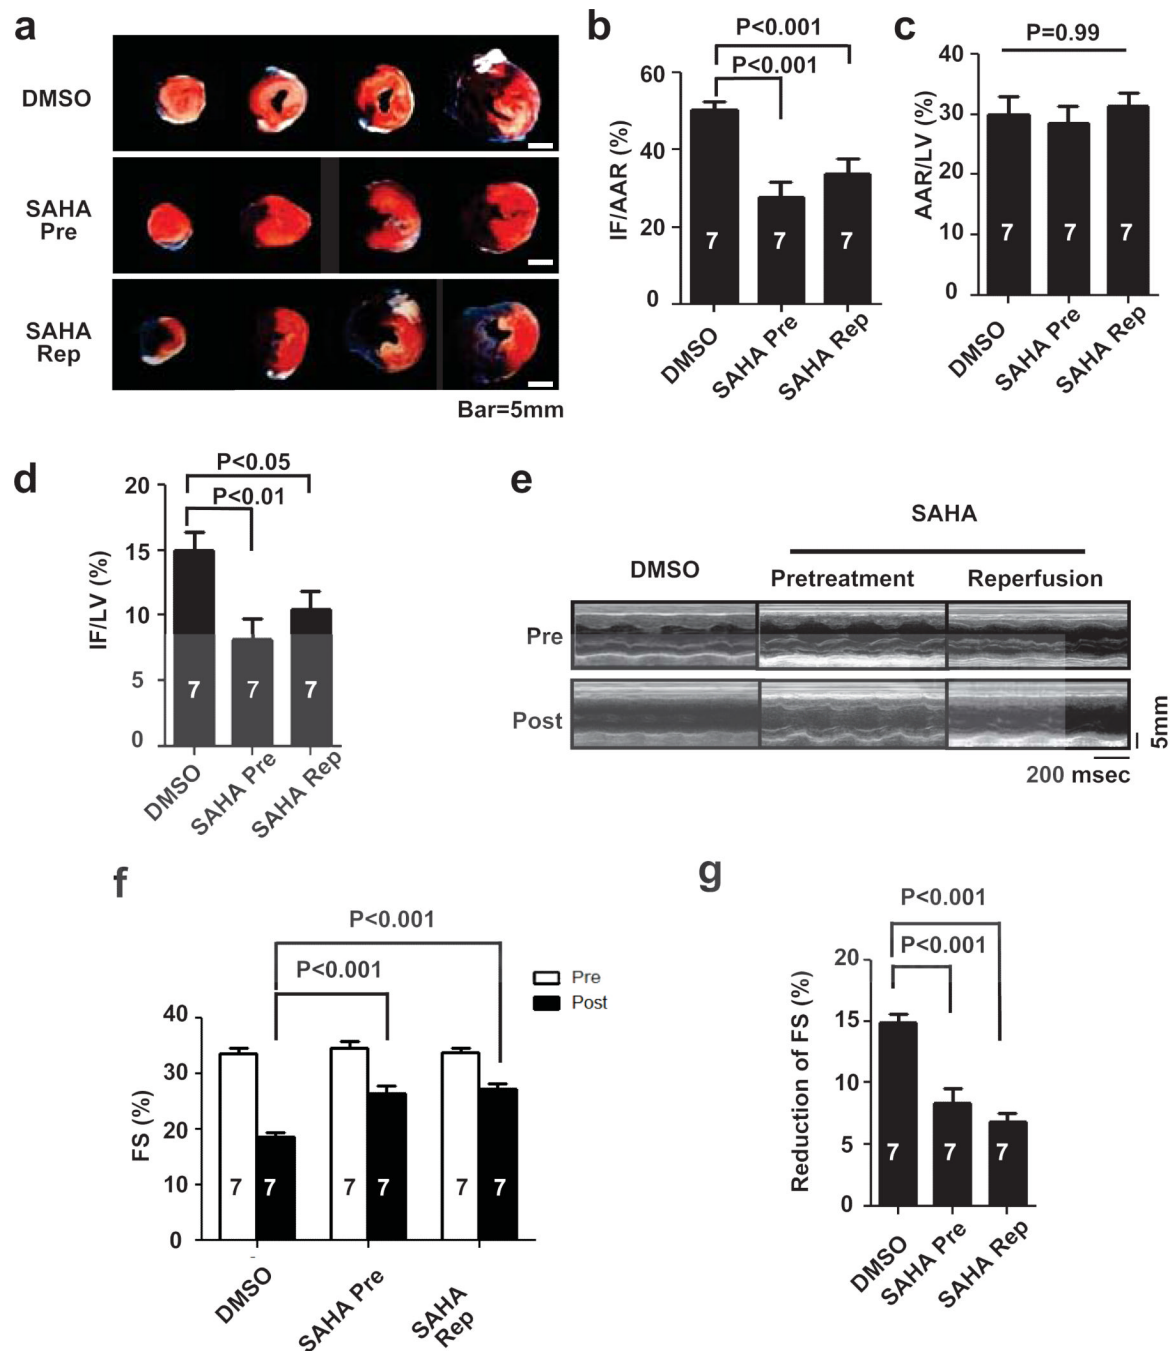 a
DMSO
SAHA
Pre
SAHA
Rep
Bar=5mm
b
P<0.001
P<0.001
IF/AAR (%)
60
40
20
0
7
7
7
DMSO
SAHA Pre
SAHA Rep
c
P=0.99
AAR/LV (%)
40
30
20
10
0
7
7
7
DMSO
SAHA Pre
SAHA Rep
d
P<0.05
P<0.01
IF/LV (%)
20
15
10
5
0
7
7
7
DMSO
SAHA Pre
SAHA Rep
e
SAHA
DMSO
Pretreatment
Reperfusion
Pre
Post
5mm
200 msec
f
P<0.001
P<0.001
Pre
Post
FS (%)
40
30
20
10
0
7
7
7
7
7
7
DMSO
SAHA Pre
SAHA
Rep
g
P<0.001
P<0.001
Reduction of FS (%)
20
15
10
5
0
7
7
7
DMSO
SAHA Pre
SAHA Rep